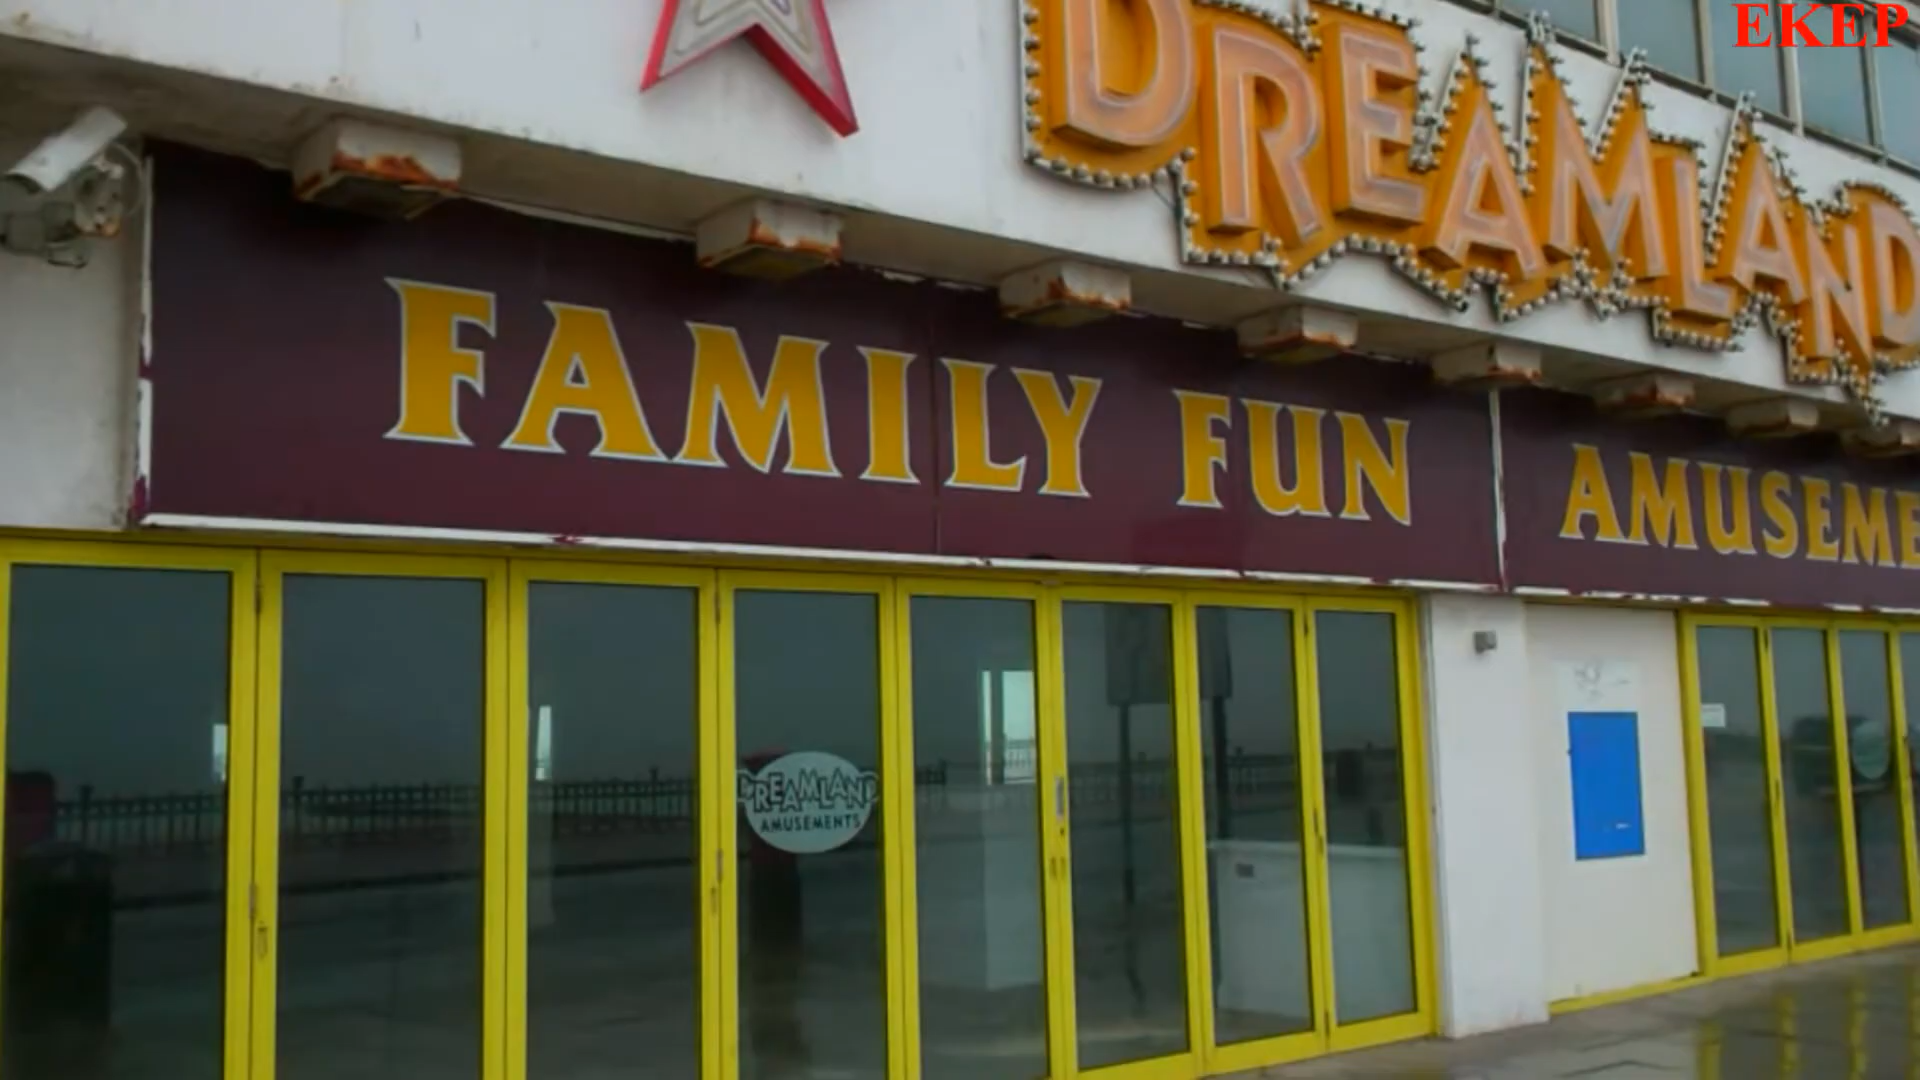 EKEP
DREAMLAND
FAMILY FUN
AMUSEME
DREAMLAND
AMUSEMENTS